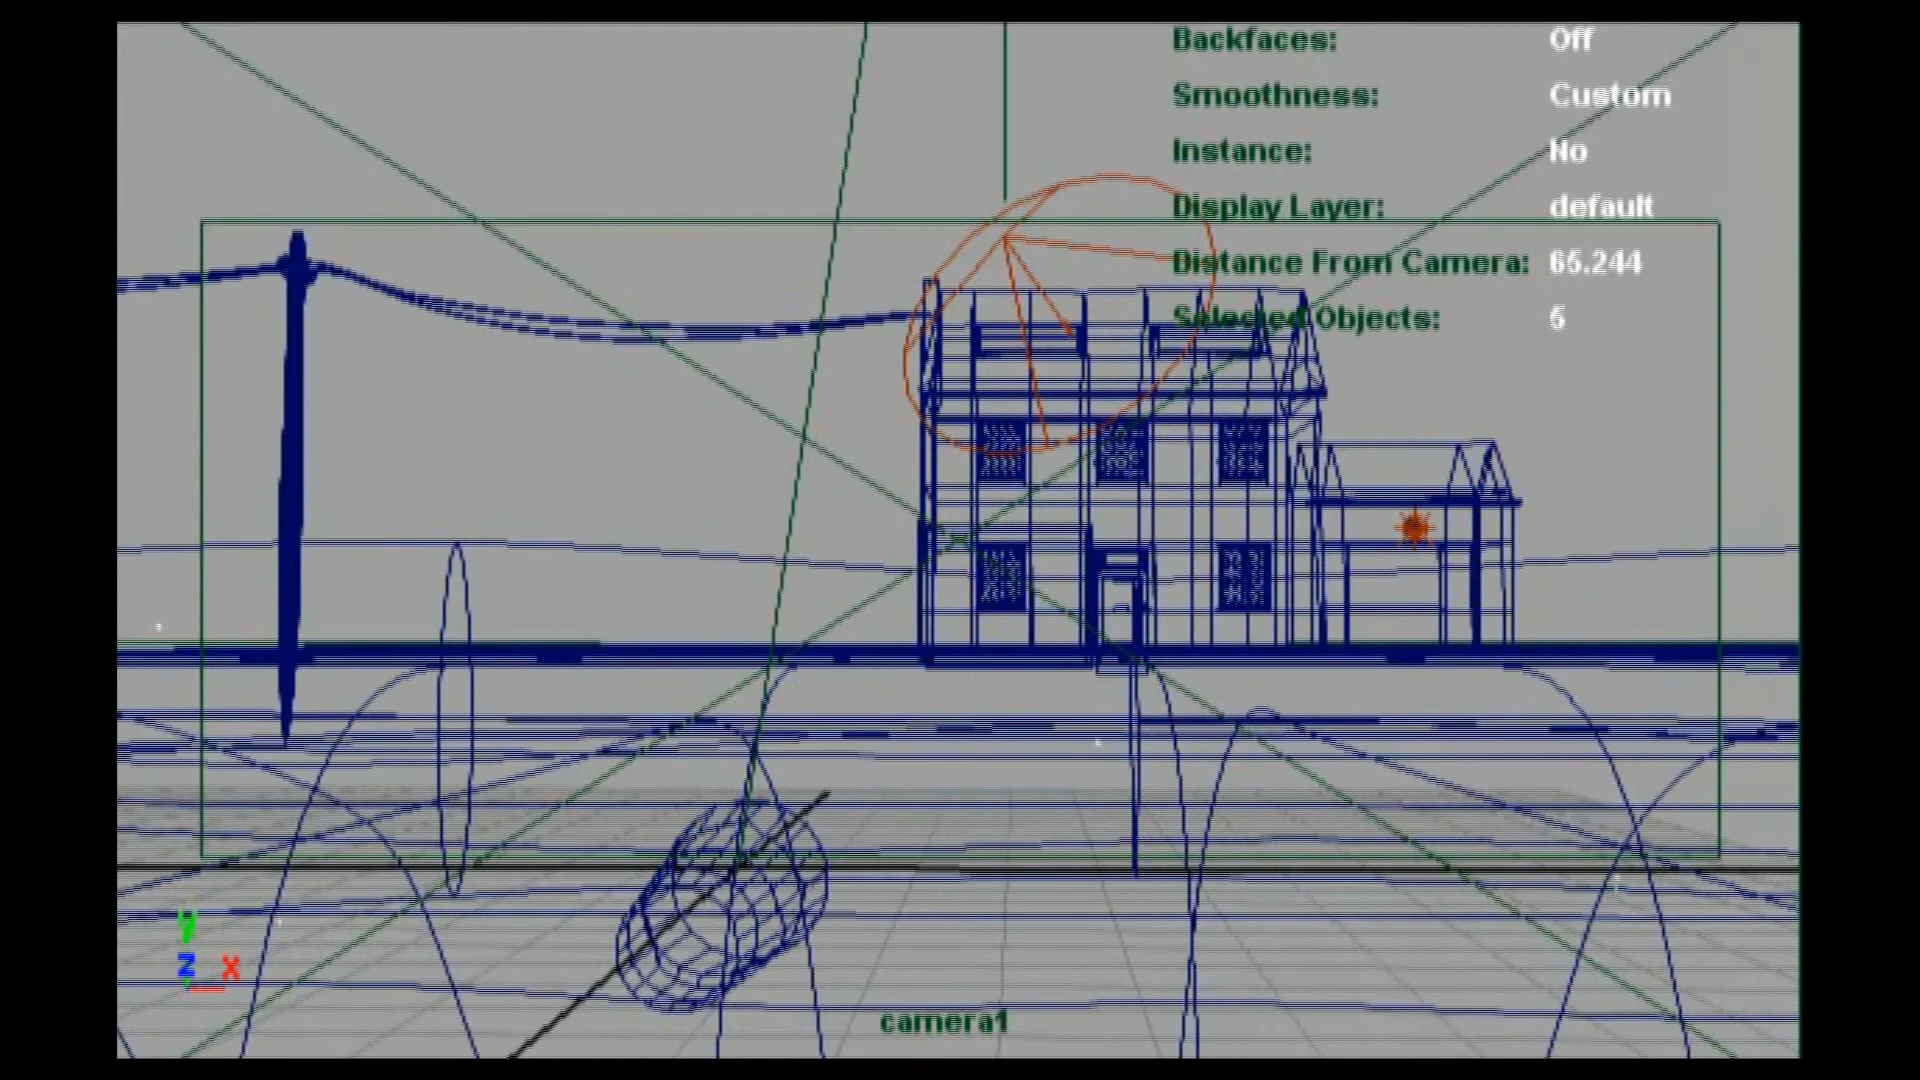 Backfaces: Off
Smoothness: Custom
Instance: No
Display Layer: default
Distance From Camera: 65.244
Selected Objects: 5
y
z x
camera1